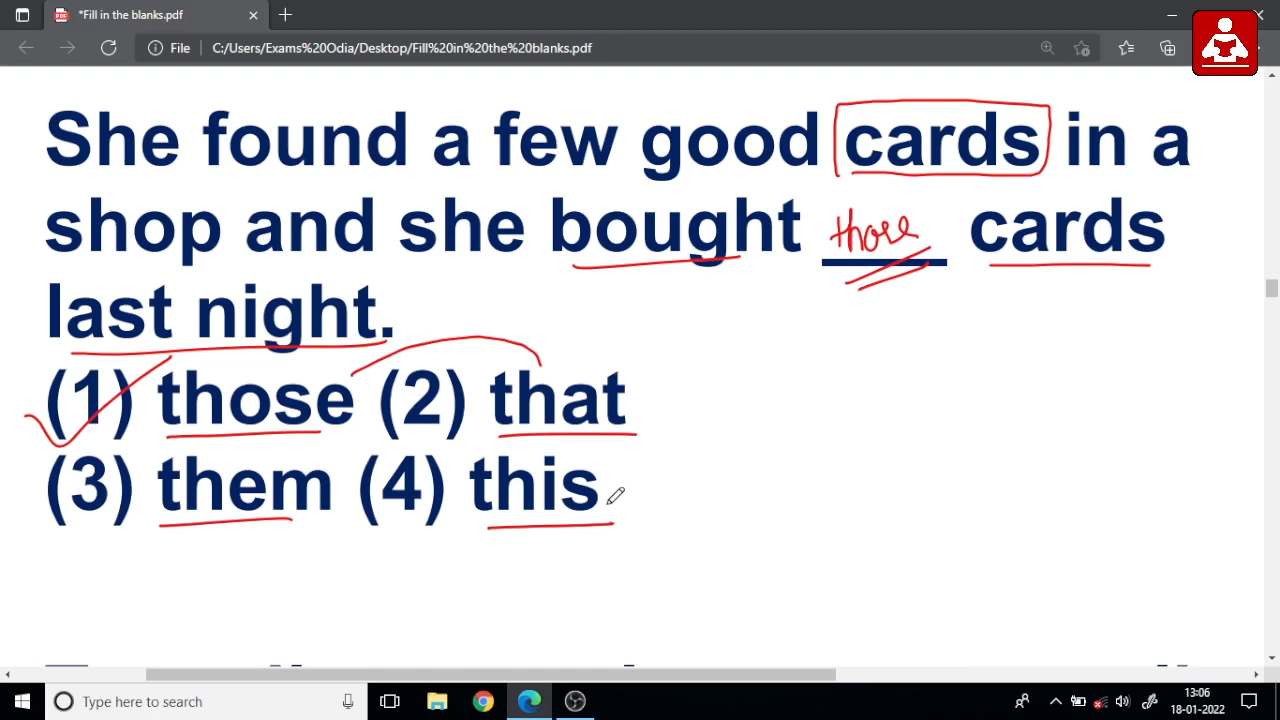 *Fill in the blanks.pdf
File
C:/Users/Exams%20Odia/Desktop/Fill%20in%20the%20blanks.pdf
She found a few good cards in a
shop and she bought those cards
last night.
(1) those (2) that
(3) them (4) this
Type here to search
13:06
18-01-2022